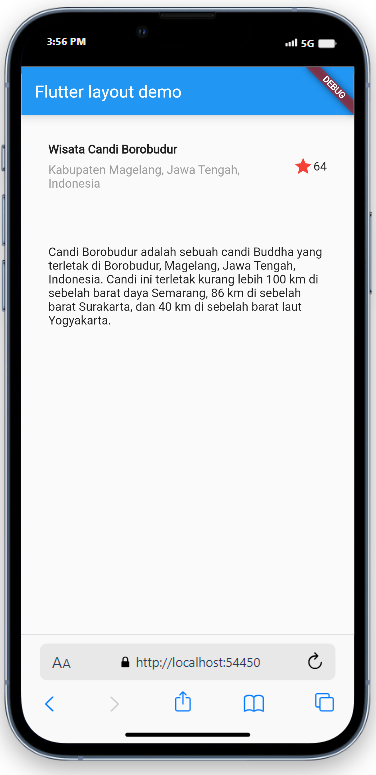 3:56 PM
5G
Flutter layout demo
DEBUG
Wisata Candi Borobudur
Kabupaten Magelang, Jawa Tengah,
Indonesia
64
Candi Borobudur adalah sebuah candi Buddha yang
terletak di Borobudur, Magelang, Jawa Tengah,
Indonesia. Candi ini terletak kurang lebih 100 km di
sebelah barat daya Semarang, 86 km di sebelah
barat Surakarta, dan 40 km di sebelah barat laut
Yogyakarta.
AA
http://localhost:54450